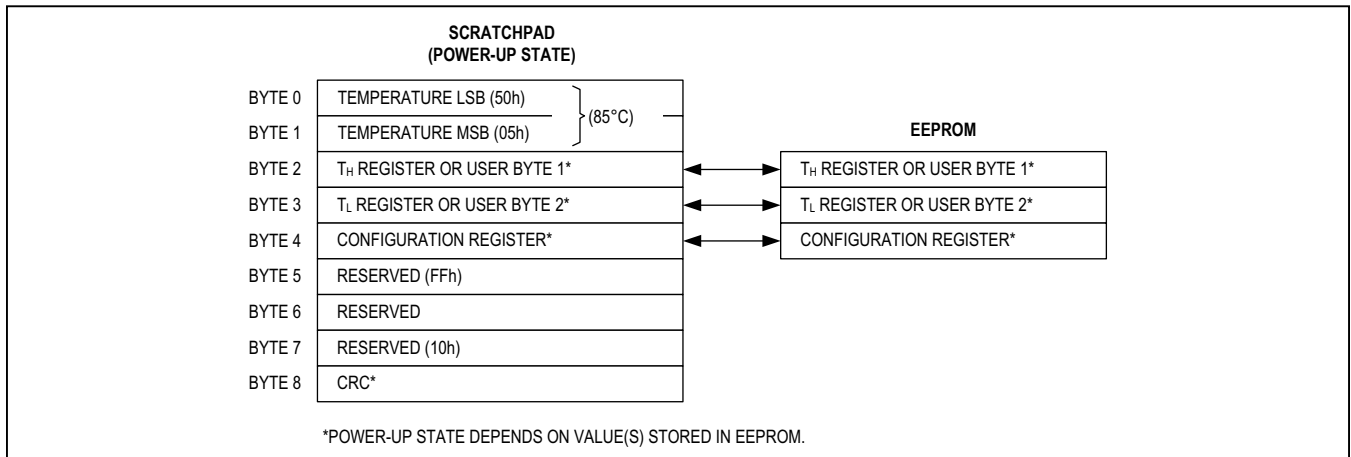 SCRATCHPAD
(POWER-UP STATE)
BYTE 0 TEMPERATURE LSB (50h)
(85°C)
BYTE 1 TEMPERATURE MSB (05h)
EEPROM
BYTE 2 TH REGISTER OR USER BYTE 1* TH REGISTER OR USER BYTE 1*
BYTE 3 TL REGISTER OR USER BYTE 2* TL REGISTER OR USER BYTE 2*
BYTE 4 CONFIGURATION REGISTER* CONFIGURATION REGISTER*
BYTE 5 RESERVED (FFh)
BYTE 6 RESERVED
BYTE 7 RESERVED (10h)
BYTE 8 CRC*
*POWER-UP STATE DEPENDS ON VALUE(S) STORED IN EEPROM.